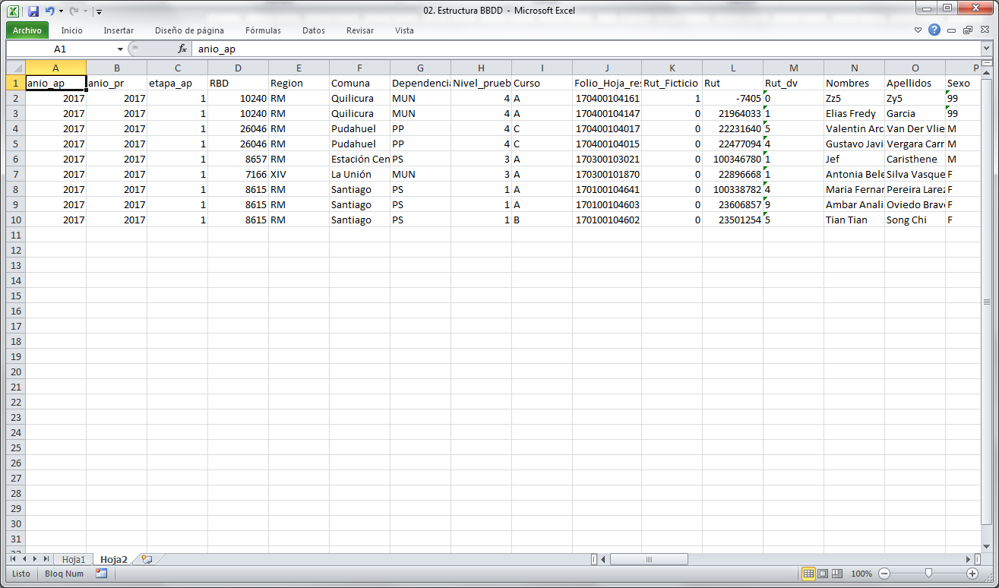 02. Estructura BBDD - Microsoft Excel
Archivo Inicio Insertar Diseño de página Fórmulas Datos Revisar Vista
A1 fx anio_ap
A B C D E F G H I J K L M N O P
1 anio_ap anio_pr etapa_ap RBD Region Comuna Dependencia Nivel_prueb Curso Folio_Hoja_res Rut_Ficticio Rut Rut_dv Nombres Apellidos Sexo
2 2017 2017 1 10240 RM Quilicura MUN 4 A 170400104161 1 -7405 0 Zz5 Zy5 99
3 2017 2017 1 10240 RM Quilicura MUN 4 A 170400104147 0 21964033 1 Elias Fredy Garcia 99
4 2017 2017 1 26046 RM Pudahuel PP 4 C 170400104017 0 22231640 5 Valentin Arc Van Der Vlie M
5 2017 2017 1 26046 RM Pudahuel PP 4 C 170400104015 0 22477094 4 Gustavo Javi Vergara Carr M
6 2017 2017 1 8657 RM Estación Cen PS 3 A 170300103021 0 100346780 1 Jef Caristhene M
7 2017 2017 1 7166 XIV La Unión MUN 3 A 170300101870 0 22896668 1 Antonia Bele Silva Vasque F
8 2017 2017 1 8615 RM Santiago PS 1 A 170100104641 0 100338782 4 Maria Fernar Pereira Larez F
9 2017 2017 1 8615 RM Santiago PS 1 A 170100104603 0 23606857 9 Ambar Anali Oviedo Brav F
10 2017 2017 1 8615 RM Santiago PS 1 B 170100104602 0 23501254 5 Tian Tian Song Chi F
11
12
13
14
15
16
17
18
19
20
21
22
23
24
25
26
27
28
29
30
31
Hoja1 Hoja2
Listo Bloq Num 100%